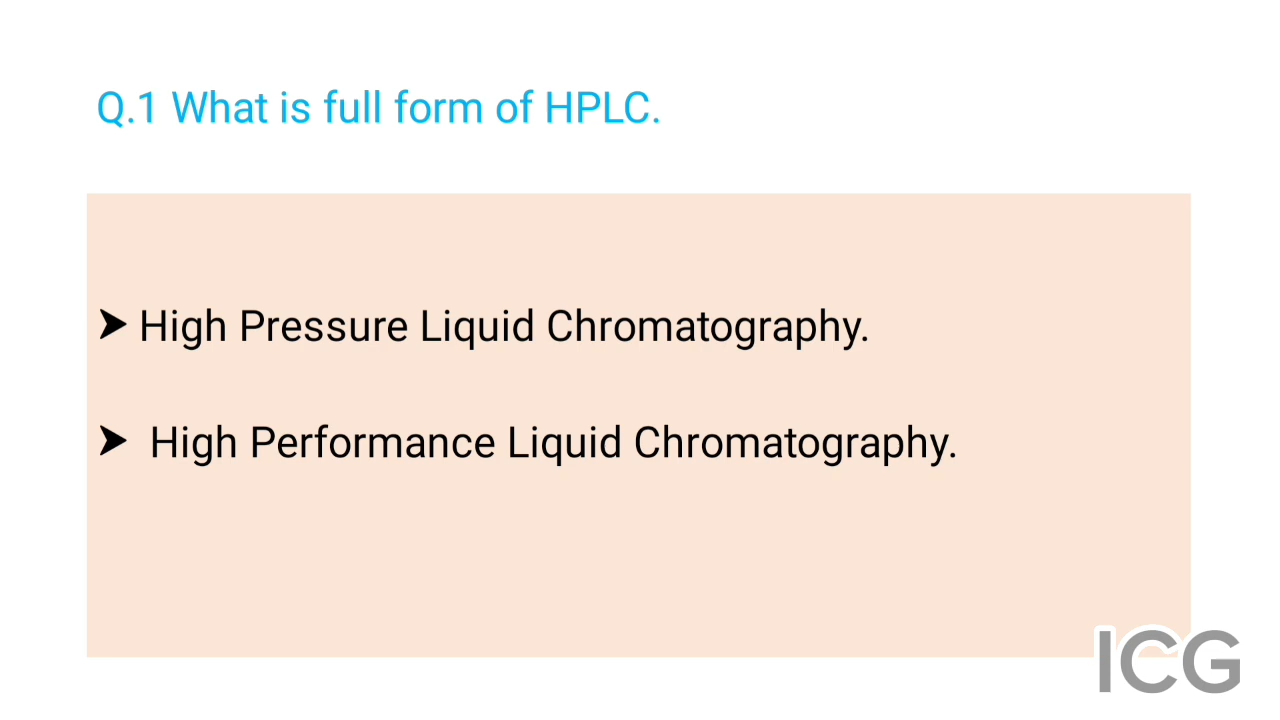 Q.1 What is full form of HPLC.
➤ High Pressure Liquid Chromatography.
➤ High Performance Liquid Chromatography.
ICG